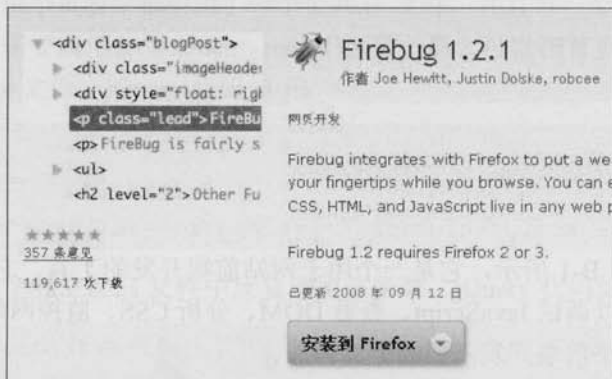 <div class="blogPost">
<div class="imageHeader
<div style="float: righ
<p class="lead">FireBu
<p>FireBug is fairly s
<ul>
<h2 level="2">Other Fu
357 条意见
119,617 次下载
Firebug 1.2.1
作者 Joe Hewitt, Justin Dolske, robcee
网页开发
Firebug integrates with Firefox to put a we
your fingertips while you browse. You can e
CSS, HTML, and JavaScript live in any web p
Firebug 1.2 requires Firefox 2 or 3.
已更新 2008 年 09 月 12 日
安装到 Firefox